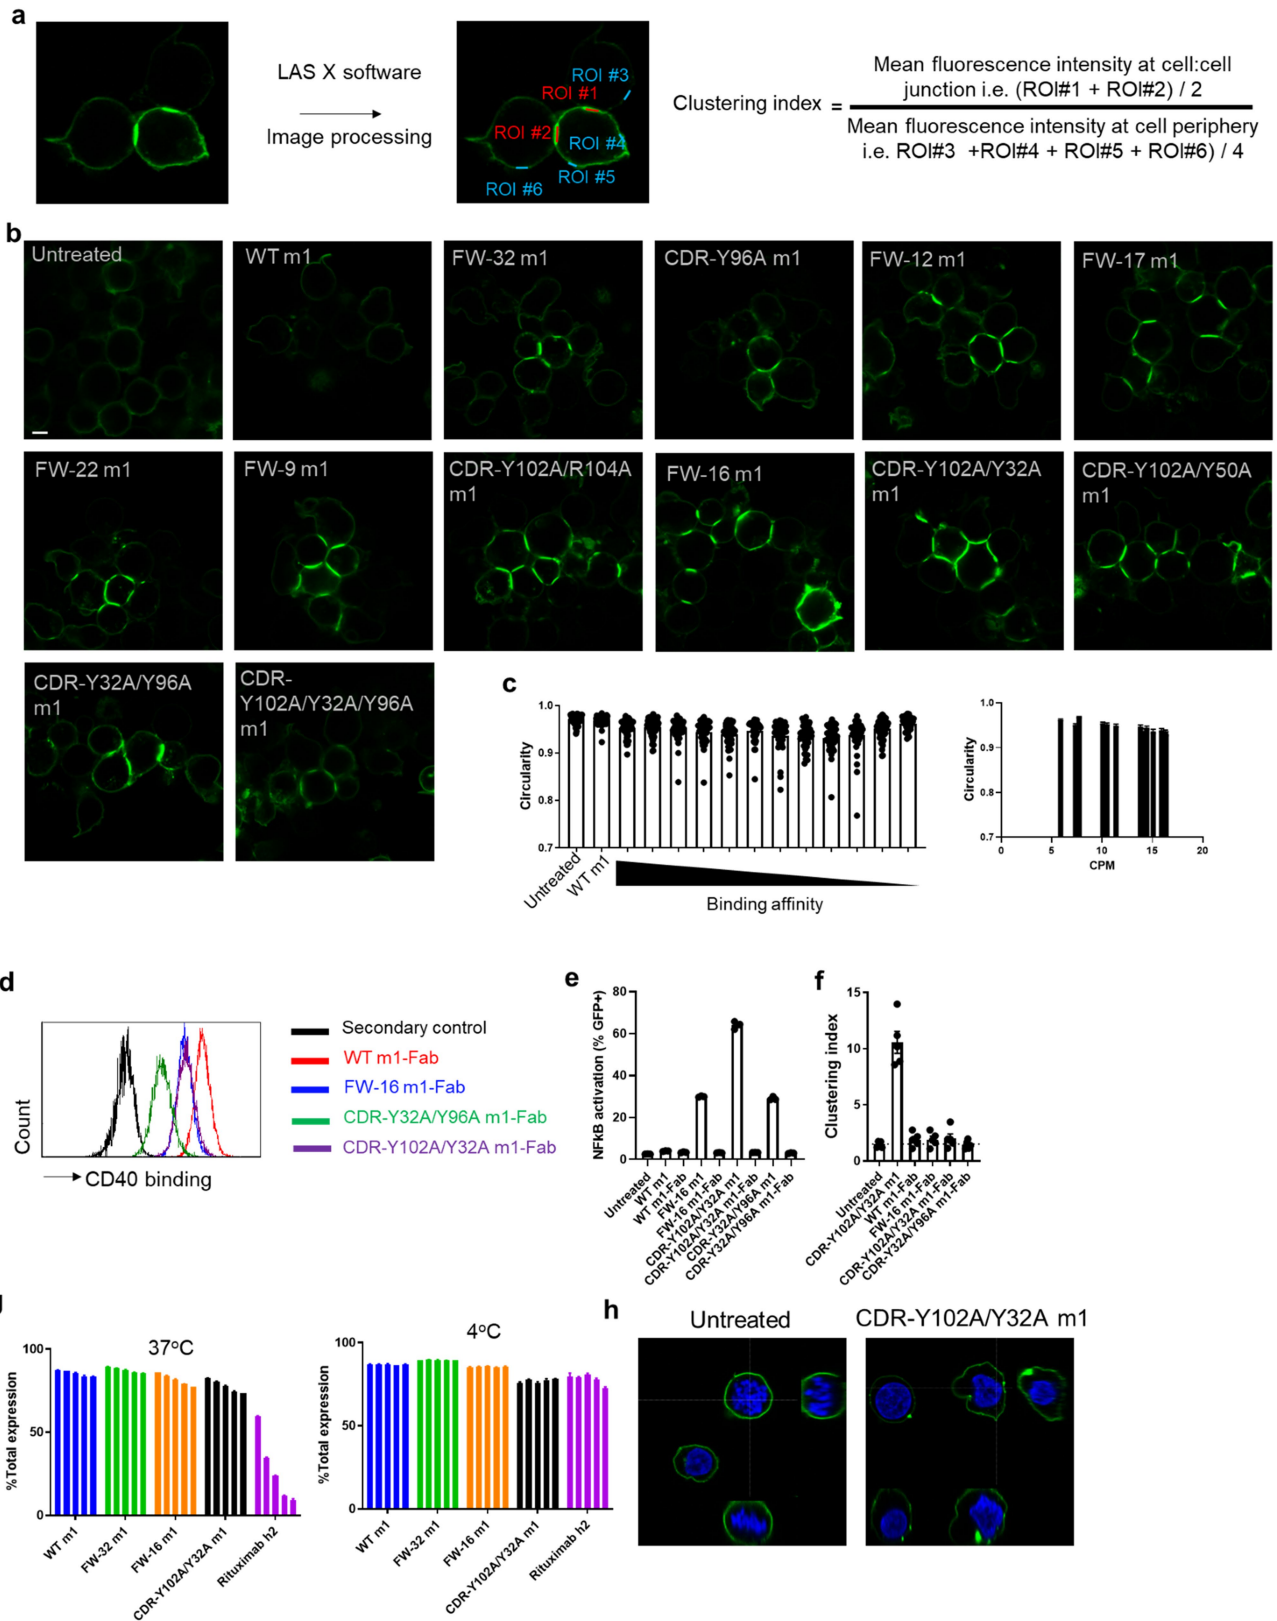 a
LAS X software
Image processing
ROI #3
ROI #1
ROI #2
ROI #4
ROI #5
ROI #6
Clustering index =
Mean fluorescence intensity at cell:cell
junction i.e. (ROI#1 + ROI#2) / 2
Mean fluorescence intensity at cell periphery
i.e. ROI#3 +ROI#4 + ROI#5 + ROI#6) / 4
b
Untreated
WT m1
FW-32 m1
CDR-Y96A m1
FW-12 m1
FW-17 m1
FW-22 m1
FW-9 m1
CDR-Y102A/R104A
m1
FW-16 m1
CDR-Y102A/Y32A
m1
CDR-Y102A/Y50A
m1
CDR-Y32A/Y96A
m1
CDR-
Y102A/Y32A/Y96A
m1
c
Circularity
1.0
0.9
0.8
0.7
Untreated
WT m1
Binding affinity
Circularity
1.0
0.9
0.8
0.7
0 5 10 15 20
CPM
d
Count
CD40 binding
Secondary control
WT m1-Fab
FW-16 m1-Fab
CDR-Y32A/Y96A m1-Fab
CDR-Y102A/Y32A m1-Fab
e
NFkB activation (% GFP+)
80
60
40
20
0
Untreated
WT m1
WT m1-Fab
FW-16 m1
FW-16 m1-Fab
CDR-Y102A/Y32A m1
CDR-Y102A/Y32A m1-Fab
CDR-Y32A/Y96A m1
CDR-Y32A/Y96A m1-Fab
f
Clustering index
15
10
5
0
Untreated
CDR-Y102A/Y32A m1
WT m1-Fab
FW-16 m1-Fab
CDR-Y102A/Y32A m1-Fab
CDR-Y32A/Y96A m1-Fab
37°C
%Total expression
100
50
0
WT m1
FW-32 m1
FW-16 m1
CDR-Y102A/Y32A m1
Rituximab h2
4°C
%Total expression
100
50
0
WT m1
FW-32 m1
FW-16 m1
CDR-Y102A/Y32A m1
Rituximab h2
h
Untreated
CDR-Y102A/Y32A m1